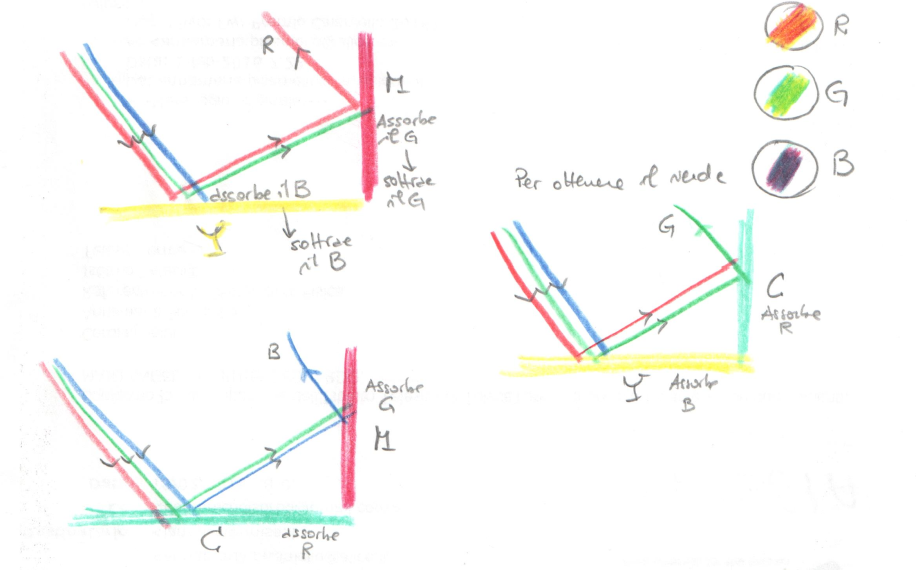 R
M
Assorbe
il G
↓
sottrae
il G
assorbe il B
Y
sottrae
il B
R
G
B
Per ottenere il verde
G
C
Assorbe
R
Y Assorbe
B
B
Assorbe
G
M
C
assorbe
R